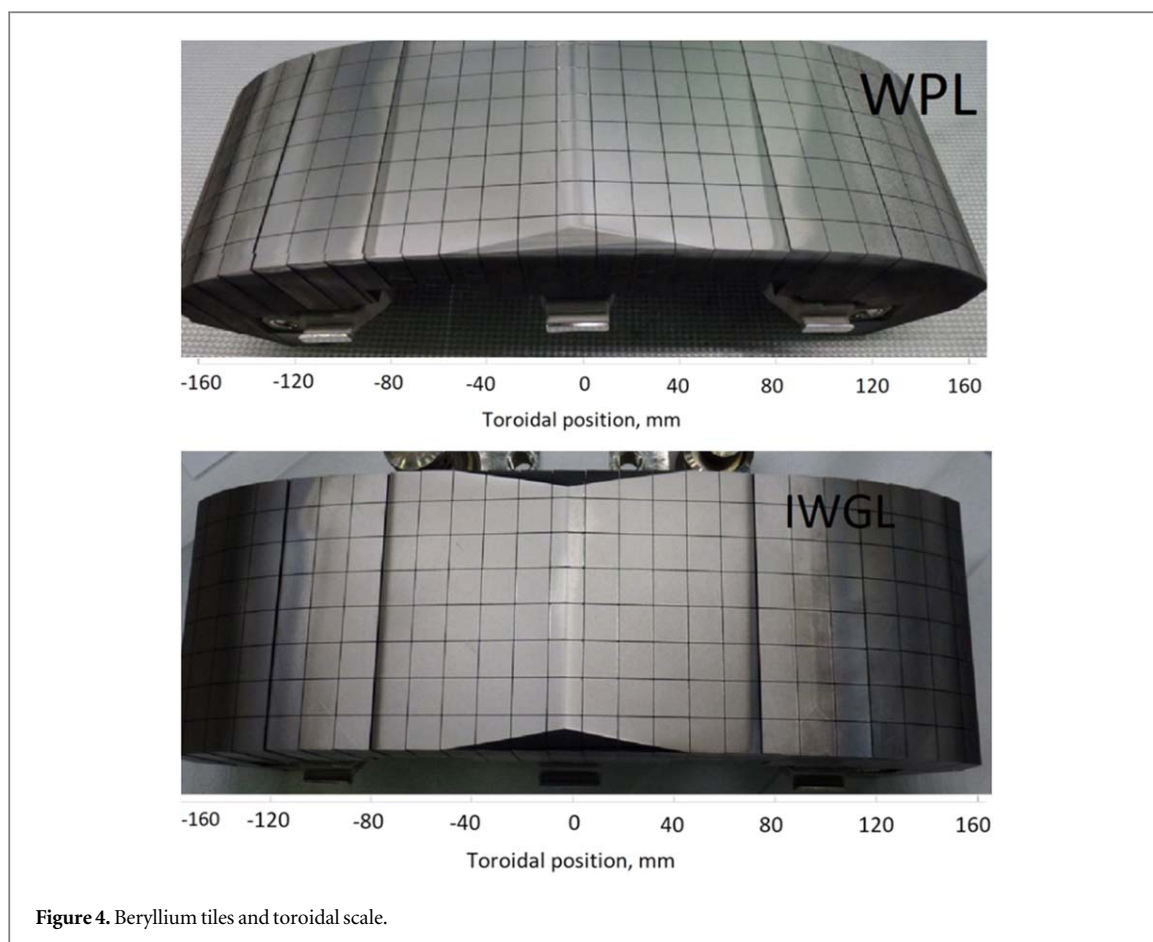 WPL
-160 -120 -80 -40 0 40 80 120 160
Toroidal position, mm
IWGL
-160 -120 -80 -40 0 40 80 120 160
Toroidal position, mm
Figure 4. Beryllium tiles and toroidal scale.